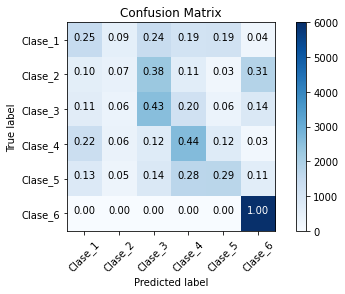 Confusion Matrix
Clase_1 0.25 0.09 0.24 0.19 0.19 0.04
Clase_2 0.10 0.07 0.38 0.11 0.03 0.31
Clase_3 0.11 0.06 0.43 0.20 0.06 0.14
Clase_4 0.22 0.06 0.12 0.44 0.12 0.03
Clase_5 0.13 0.05 0.14 0.28 0.29 0.11
Clase_6 0.00 0.00 0.00 0.00 0.00 1.00
True label
Clase_1 Clase_2 Clase_3 Clase_4 Clase_5 Clase_6
Predicted label
6000
5000
4000
3000
2000
1000
0